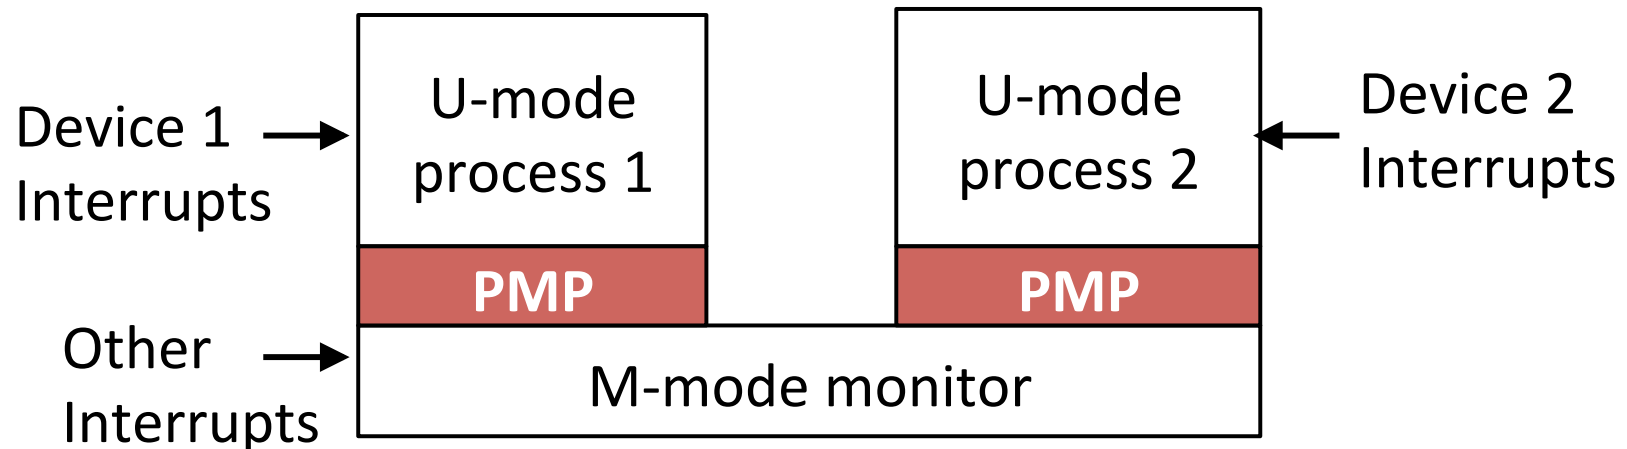 Device 1
Interrupts
U-mode
process 1
U-mode
process 2
Device 2
Interrupts
PMP
PMP
Other
Interrupts
M-mode monitor